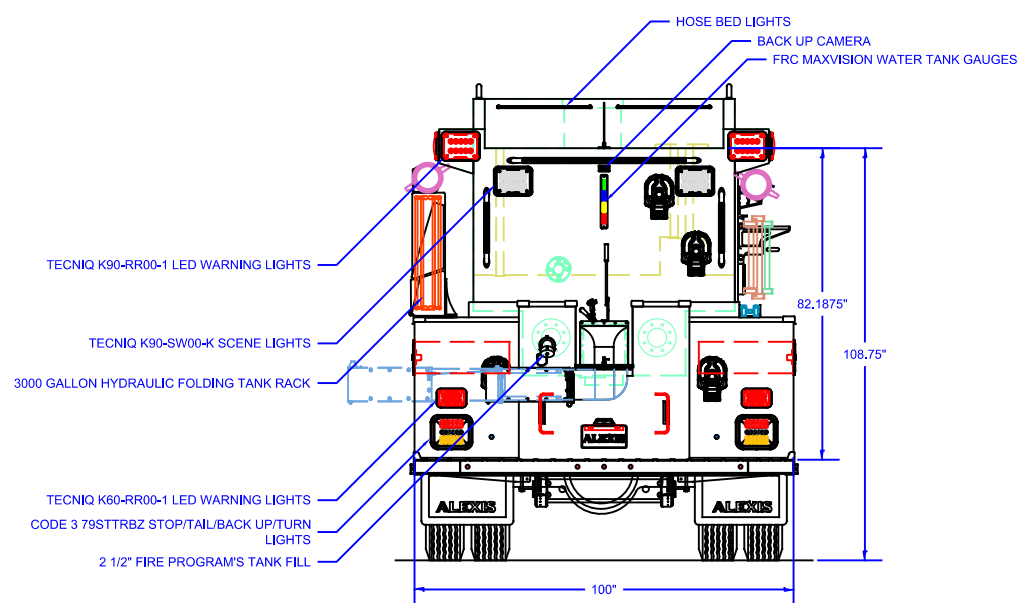 HOSE BED LIGHTS
BACK UP CAMERA
FRC MAXVISION WATER TANK GAUGES
TECNIQ K90-RR00-1 LED WARNING LIGHTS
82.1875"
TECNIQ K90-SW00-K SCENE LIGHTS
108.75"
3000 GALLON HYDRAULIC FOLDING TANK RACK
ALEXIS
TECNIQ K60-RR00-1 LED WARNING LIGHTS
ALEXIS
ALEXIS
CODE 3 79STTRBZ STOP/TAIL/BACK UP/TURN
LIGHTS
2 1/2" FIRE PROGRAM'S TANK FILL
100"